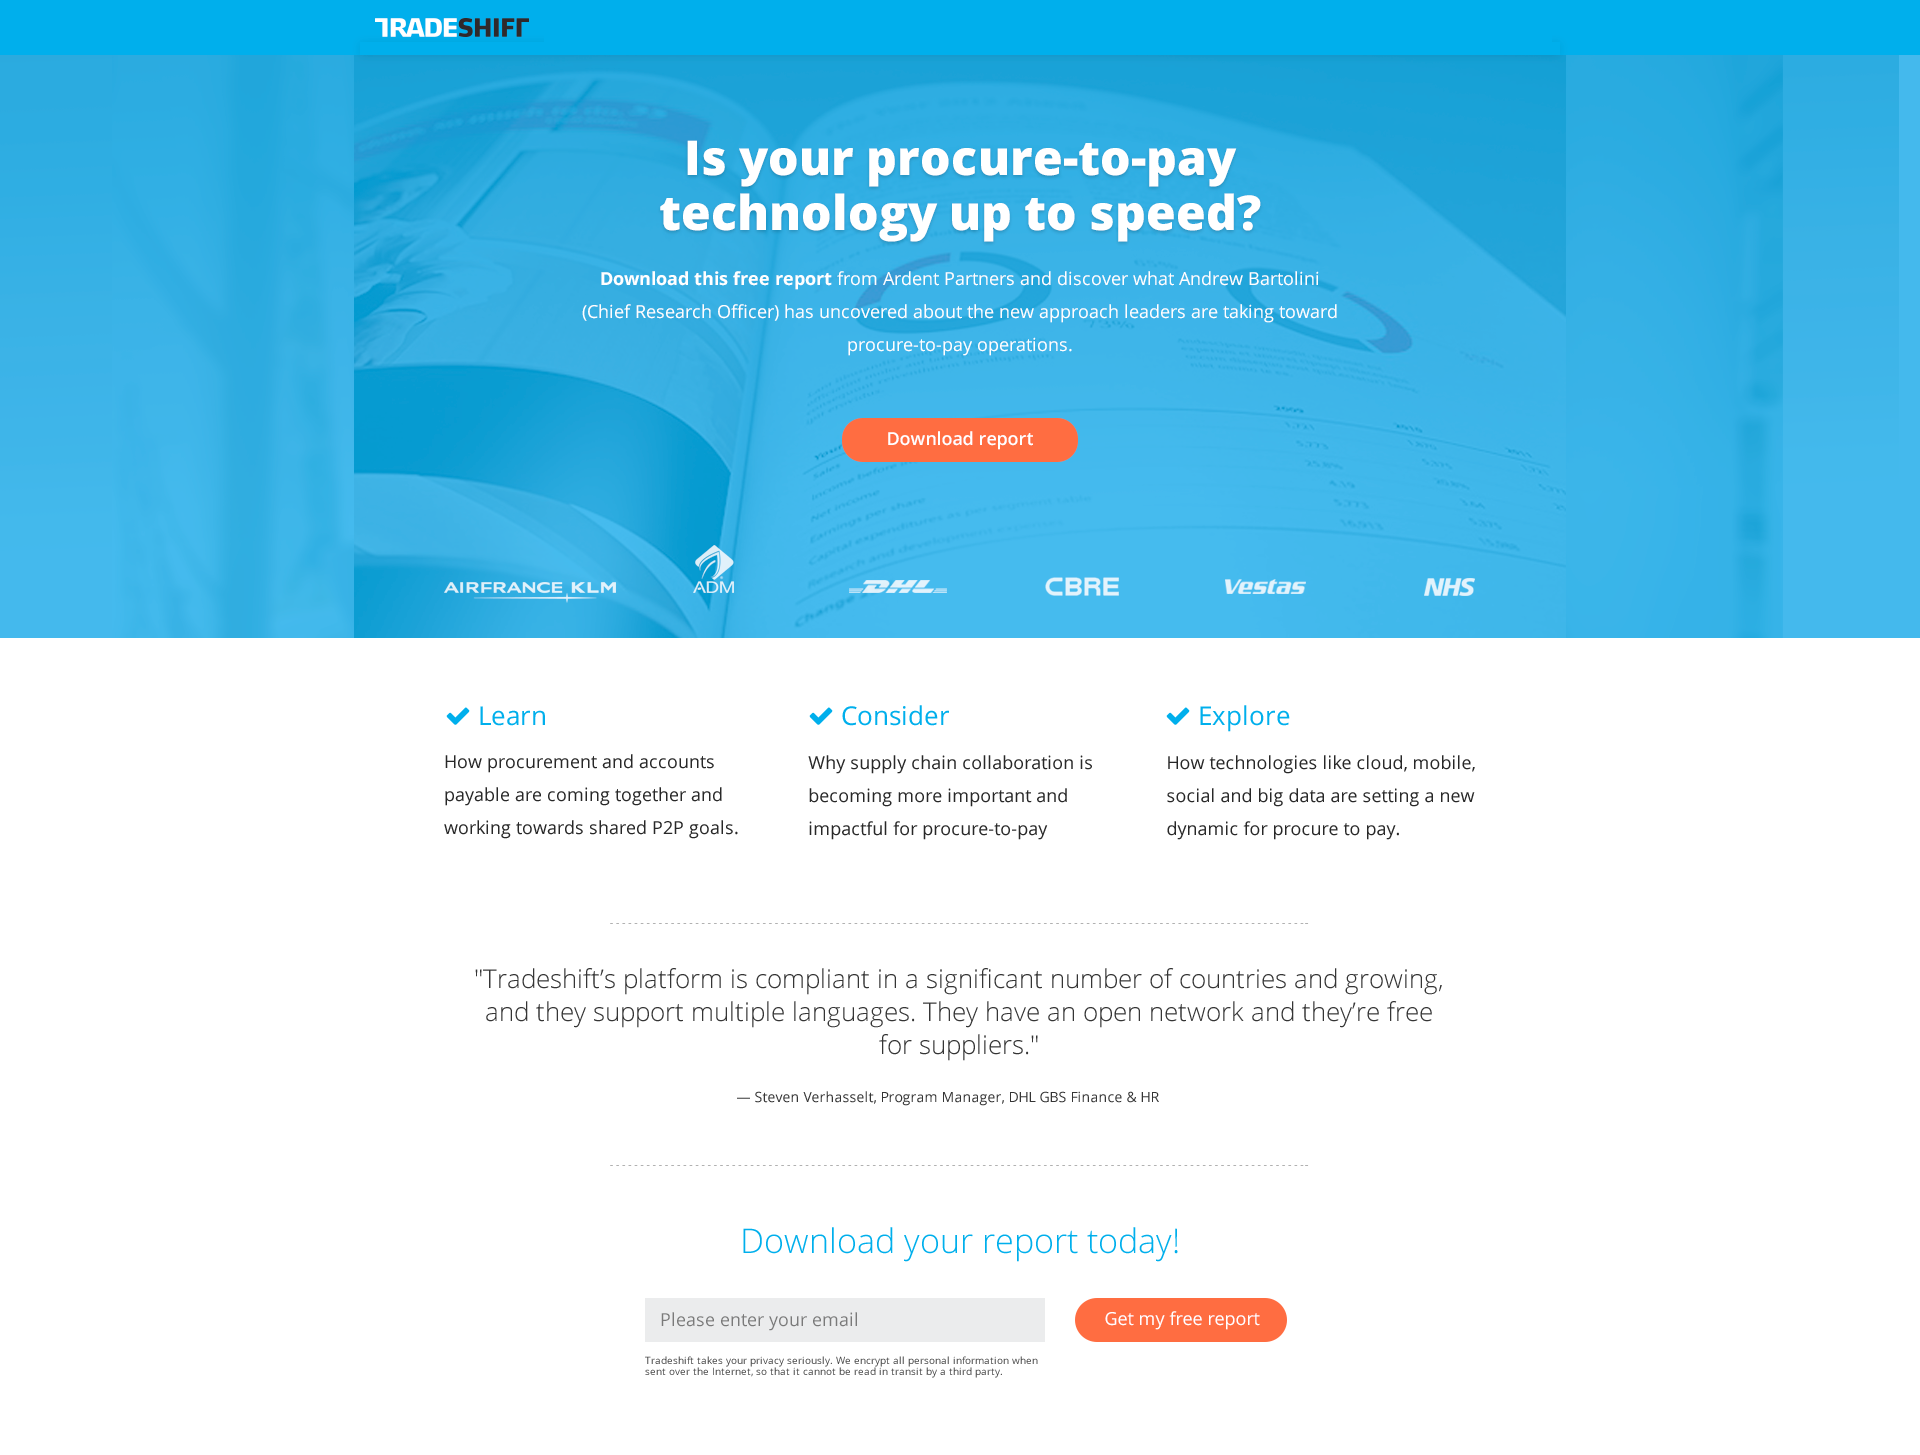 TRADESHIFT
Is your procure-to-pay
technology up to speed?
Download this free report from Ardent Partners and discover what Andrew Bartolini
(Chief Research Officer) has uncovered about the new approach leaders are taking toward
procure-to-pay operations.
Download report
AIRFRANCE KLM
ADM
DHL
CBRE
Vestas
NHS
Learn
How procurement and accounts
payable are coming together and
working towards shared P2P goals.
Consider
Why supply chain collaboration is
becoming more important and
impactful for procure-to-pay
Explore
How technologies like cloud, mobile,
social and big data are setting a new
dynamic for procure to pay.
"Tradeshift’s platform is compliant in a significant number of countries and growing,
and they support multiple languages. They have an open network and they’re free
for suppliers."
— Steven Verhasselt, Program Manager, DHL GBS Finance & HR
Download your report today!
Please enter your email
Get my free report
Tradeshift takes your privacy seriously. We encrypt all personal information when
sent over the Internet, so that it cannot be read in transit by a third party.